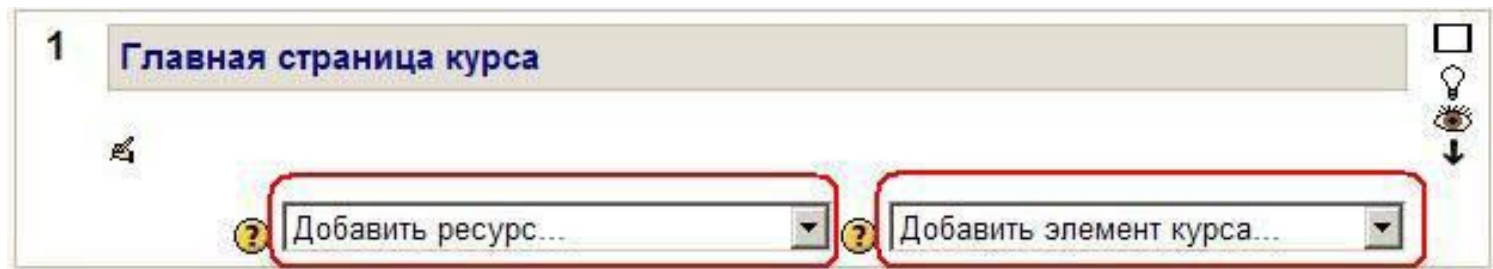 1
Главная страница курса
? Добавить ресурс... ? Добавить элемент курса...